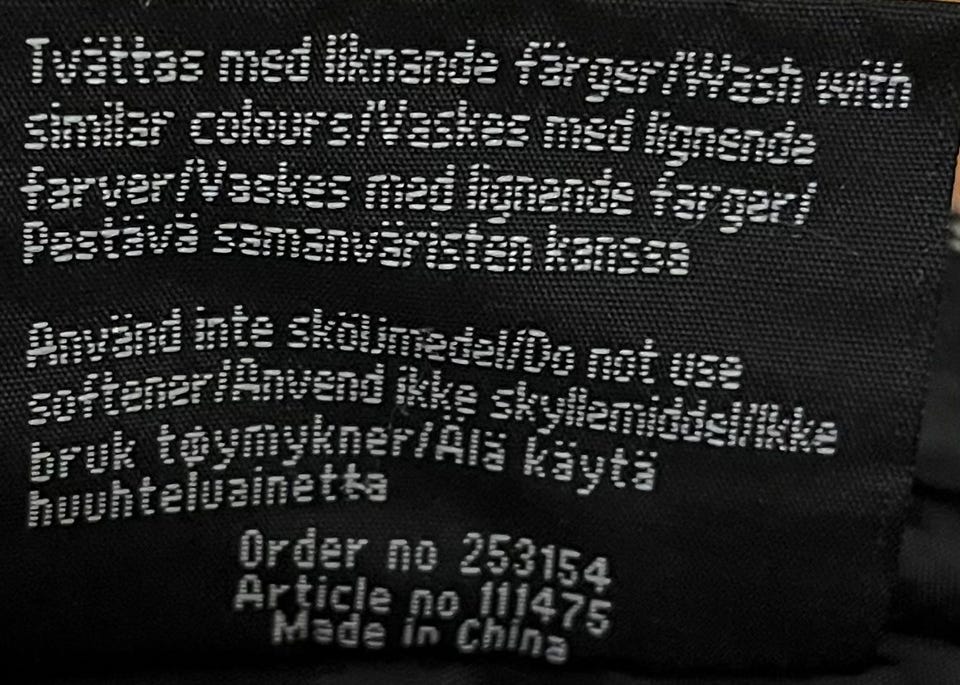 Tvättas med liknande färger/Wash with
similar colours/Vaskes med lignende
farver/Vaskes med lignende farger/
Pestävä samanväristen kanssa
Använd inte sköljmedel/Do not use
softener/Anvend ikke skyllemiddel/Ikke
bruk tøymykner/Älä käytä
huuhteluainetta
Order no 253154
Article no 111475
Made in China